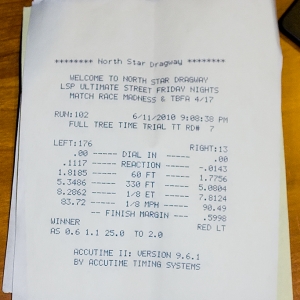 ******** North Star Dragway ********
WELCOME TO NORTH STAR DRAGWAY
LSP ULTIMATE STREET FRIDAY NIGHTS
MATCH RACE MADNESS & TBFA 4/17
RUN:102 6/11/2010 9:08:38 PM
FULL TREE TIME TRIAL TT RD# 7
LEFT:176 RIGHT:13
.00 ----- DIAL IN ----- .00
.1117 ----- REACTION ----- -.0143
1.8185 ----- 60 FT ----- 1.7756
5.3486 ----- 330 FT ----- 5.0804
8.2862 ----- 1/8 ET ----- 7.8124
83.72 ----- 1/8 MPH ----- 90.49
-- FINISH MARGIN -- .5998
WINNER RED LT
AS 0.6 1.1 25.0 TO 2.0
ACCUTIME II: VERSION 9.6.1
BY ACCUTIME TIMING SYSTEMS